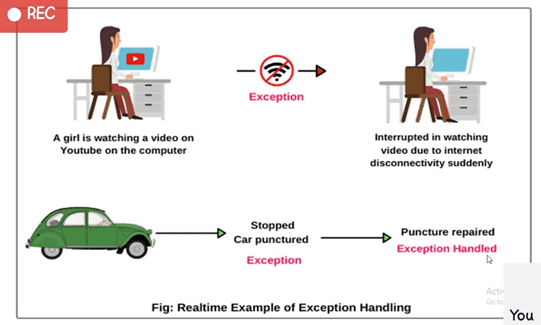 REC
Exception
A girl is watching a video on
Youtube on the computer
Interrupted in watching
video due to internet
disconnectivity suddenly
Stopped
Car punctured
Exception
Puncture repaired
Exception Handled
Fig: Realtime Example of Exception Handling
You